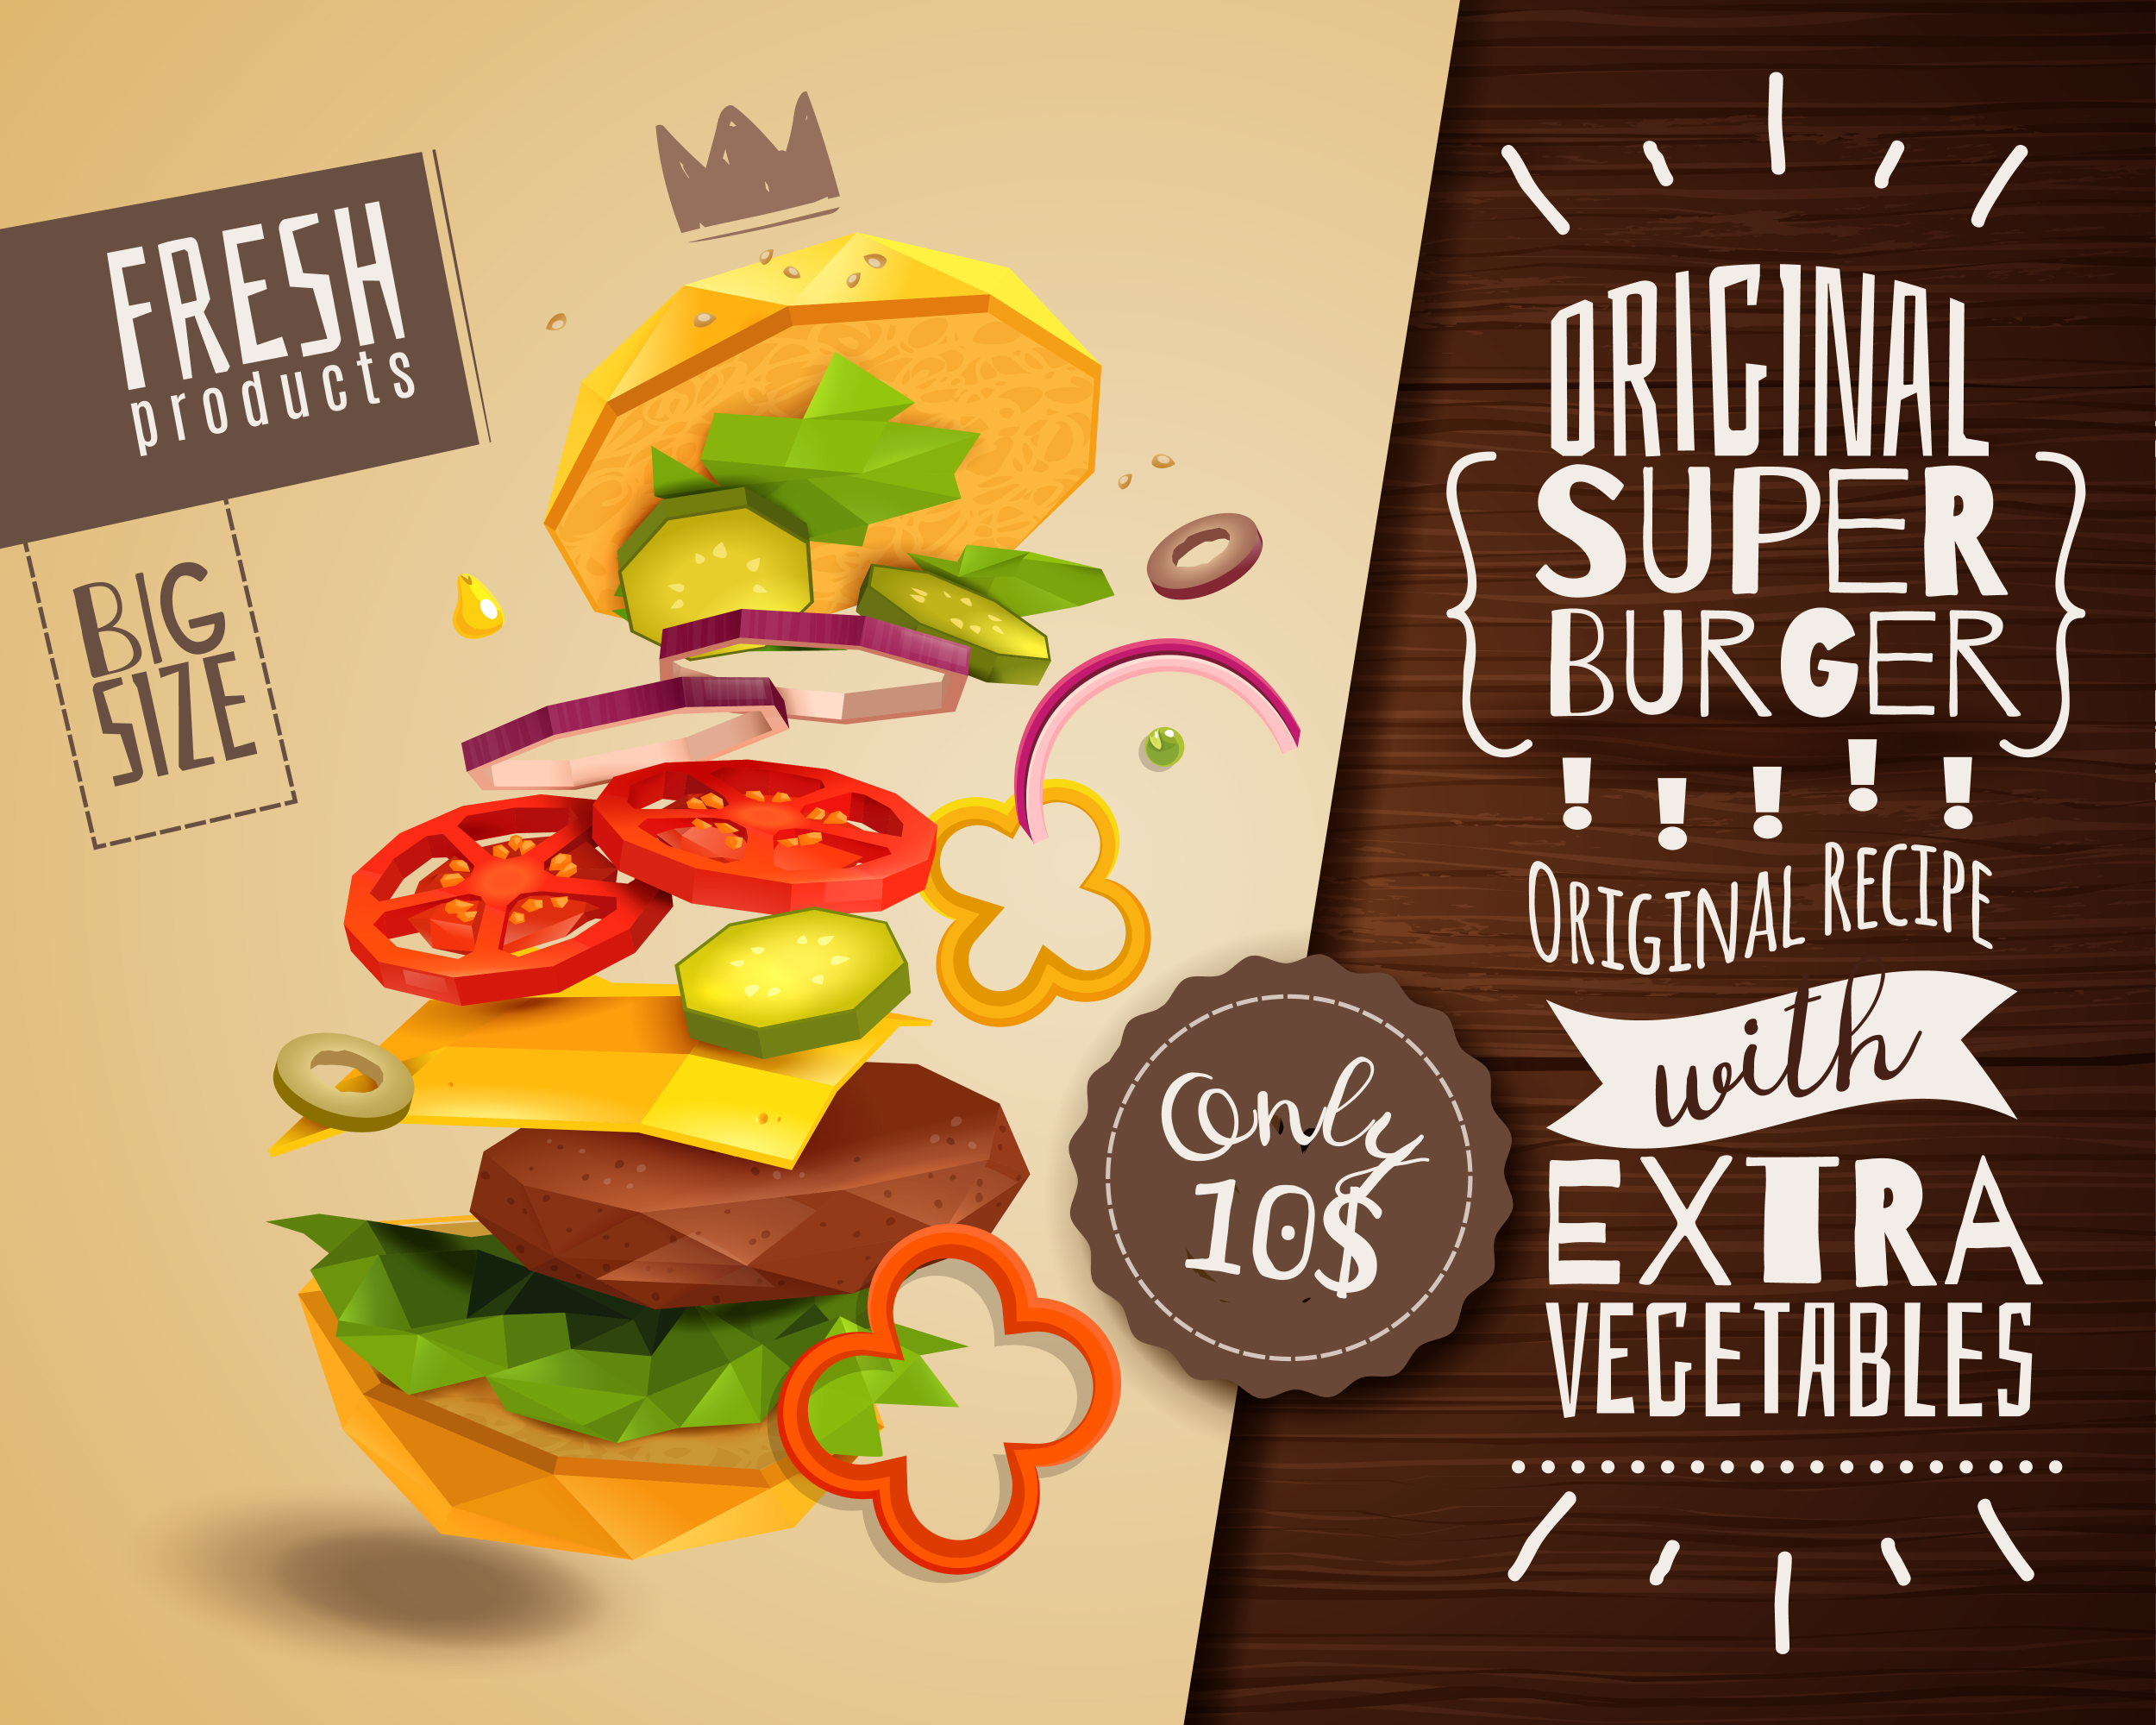 FRESH
products
BIG
SIZE
Only
10$
ORIGINAL
SUPER
BURGER
!!!!!
ORIGINAL RECIPE
with
EXTRA
VEGETABLES